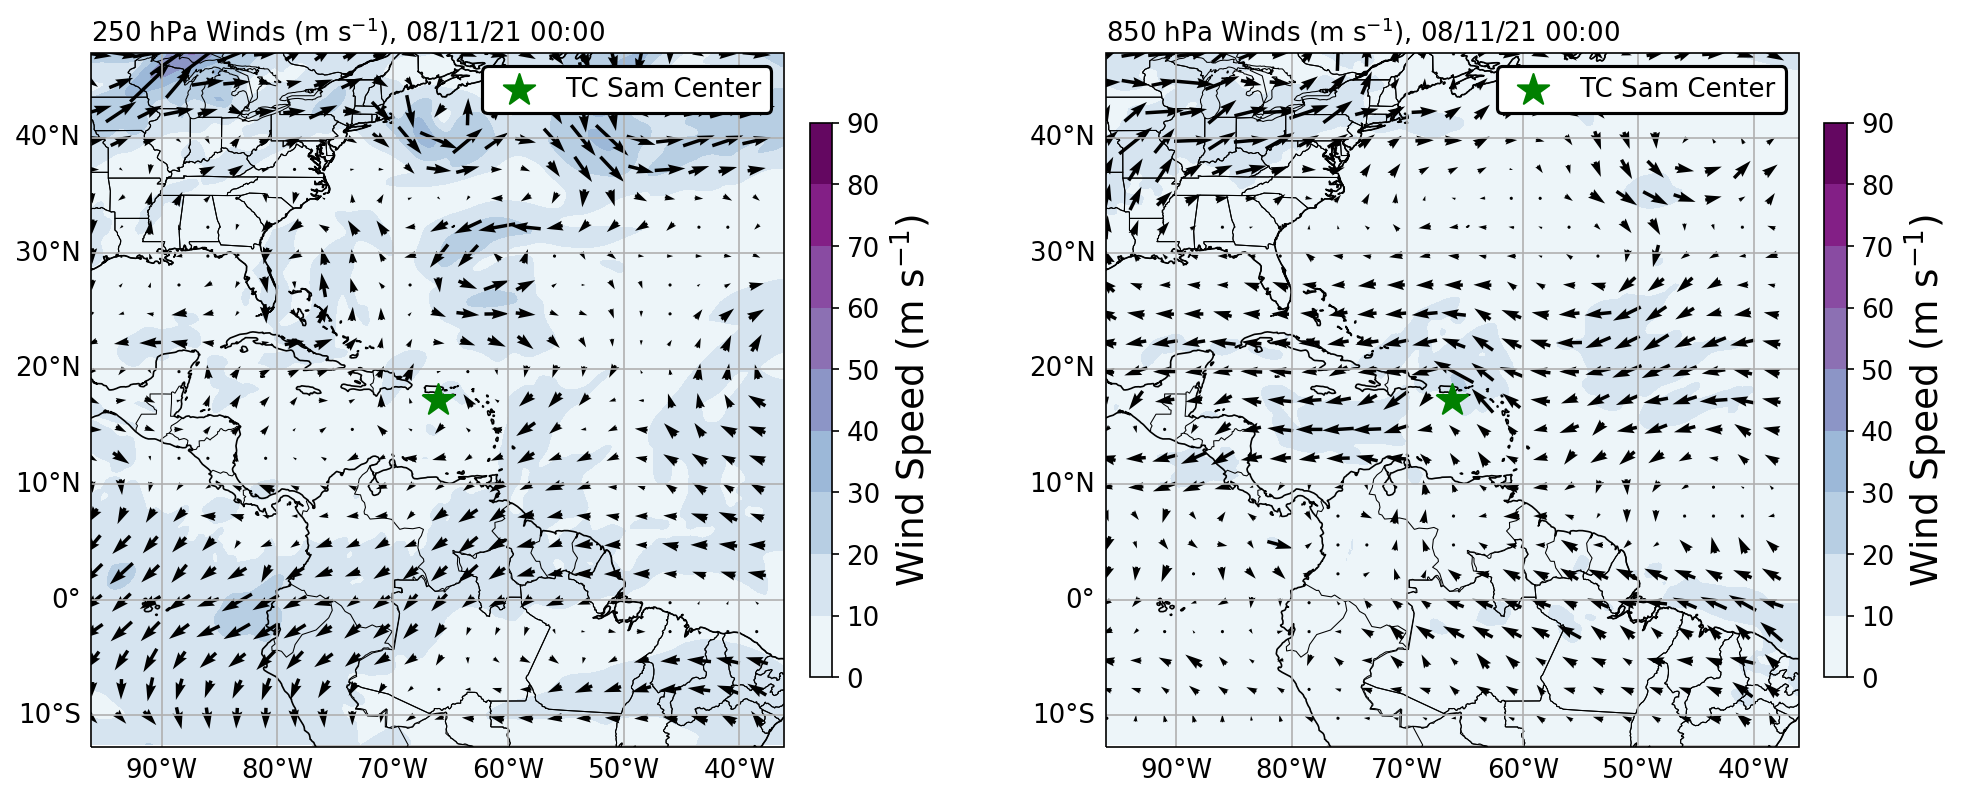 250 hPa Winds (m s⁻¹), 08/11/21 00:00
TC Sam Center
40°N
30°N
20°N
10°N
0°
10°S
90°W 80°W 70°W 60°W 50°W 40°W
90
80
70
60
50
40
30
20
10
0
Wind Speed (m s⁻¹)
850 hPa Winds (m s⁻¹), 08/11/21 00:00
TC Sam Center
40°N
30°N
20°N
10°N
0°
10°S
90°W 80°W 70°W 60°W 50°W 40°W
90
80
70
60
50
40
30
20
10
0
Wind Speed (m s⁻¹)